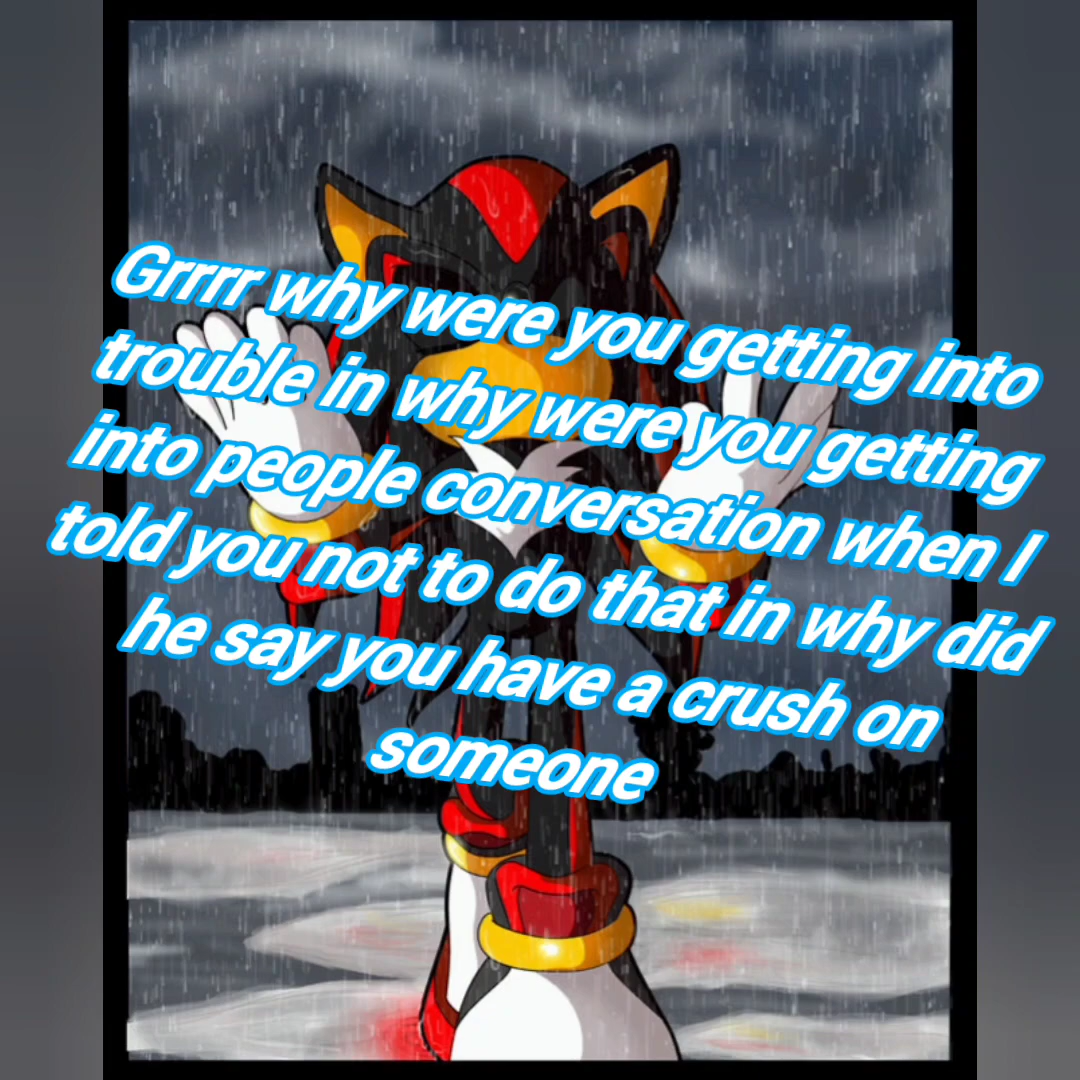 Grrrr why were you getting into
trouble in why were you getting
into people conversation when I
told you not to do that in why did
he say you have a crush on
someone